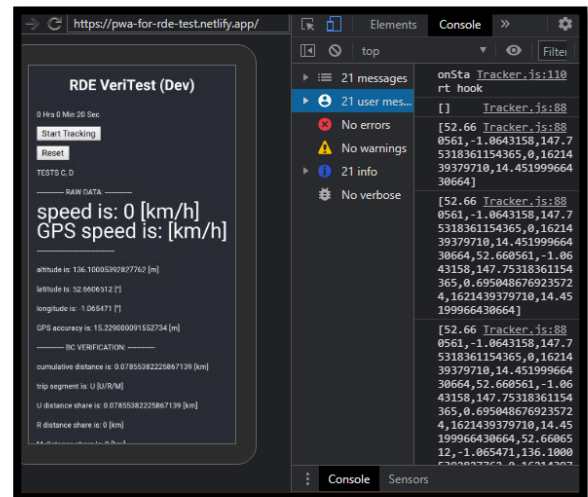 https://pwa-for-rde-test.netlify.app/
RDE VeriTest (Dev)
0 Hrs 0 Min 20 Sec
Start Tracking
Reset
TESTS C, D
------------ RAW DATA: ------------
speed is: 0 [km/h]
GPS speed is: [km/h]
altitude is: 136.10005392827762 [m]
latitude is: 52.6606512 [°]
longitude is: -1.065471 [°]
GPS accuracy is: 15.229000091552734 [m]
------------ BC VERIFICATION: ------------
cumulative distance is: 0.07855382225867139 [km]
trip segment is: U [U/R/M]
U distance share is: 0.07855382225867139 [km]
R distance share is: 0 [km]
Elements
Console
»
top
Filte
21 messages
21 user mes...
No errors
No warnings
21 info
No verbose
onSta Tracker.js:110
rt hook
[] Tracker.js:88
[52.66 Tracker.js:88
0561,-1.0643158,147.7
5318361154365,0,16214
39379710,14.451999664
30664]
[52.66 Tracker.js:88
0561,-1.0643158,147.7
5318361154365,0,16214
39379710,14.451999664
30664,52.660561,-1.06
43158,147.75318361154
365,0.695048676923572
4,1621439379710,14.45
1999966430664]
[52.66 Tracker.js:88
0561,-1.0643158,147.7
5318361154365,0,16214
39379710,14.451999664
30664,52.660561,-1.06
43158,147.75318361154
365,0.695048676923572
4,1621439379710,14.45
199966430664,52.66065
12,-1.065471,136.1000
Console
Sensors